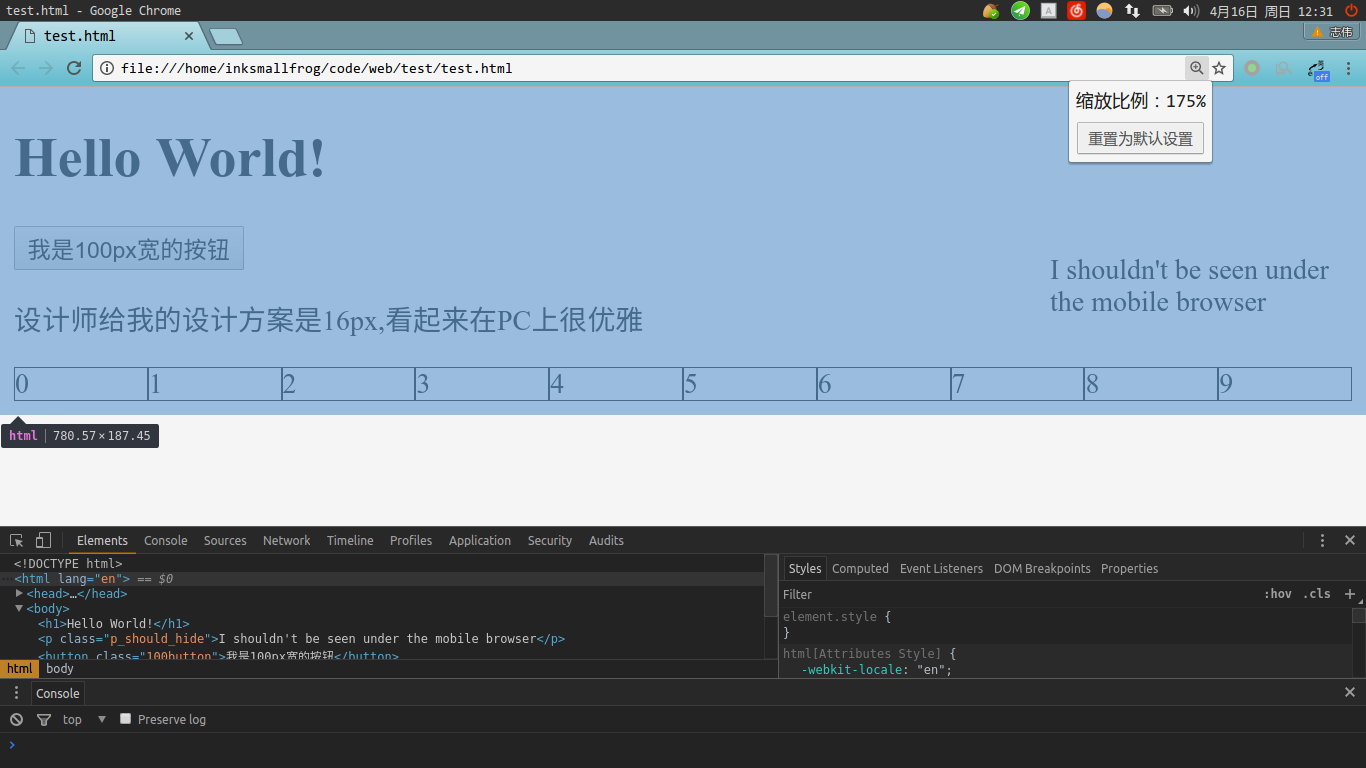 test.html - Google Chrome
4月16日 周日 12:31
test.html
志伟
file:///home/inksmallfrog/code/web/test/test.html
off
缩放比例：175%
重置为默认设置
Hello World!
我是100px宽的按钮
I shouldn't be seen under
the mobile browser
设计师给我的设计方案是16px,看起来在PC上很优雅
0 1 2 3 4 5 6 7 8 9
html 780.57×187.45
Elements Console Sources Network Timeline Profiles Application Security Audits
<!DOCTYPE html>
<html lang="en"> == $0
<head>…</head>
<body>
<h1>Hello World!</h1>
<p class="p_should_hide">I shouldn't be seen under the mobile browser</p>
<button class="100button">我是100px宽的按钮</button>
html body
Styles Computed Event Listeners DOM Breakpoints Properties
Filter :hov .cls +
element.style {
}
html[Attributes Style] {
-webkit-locale: "en";
Console
top Preserve log